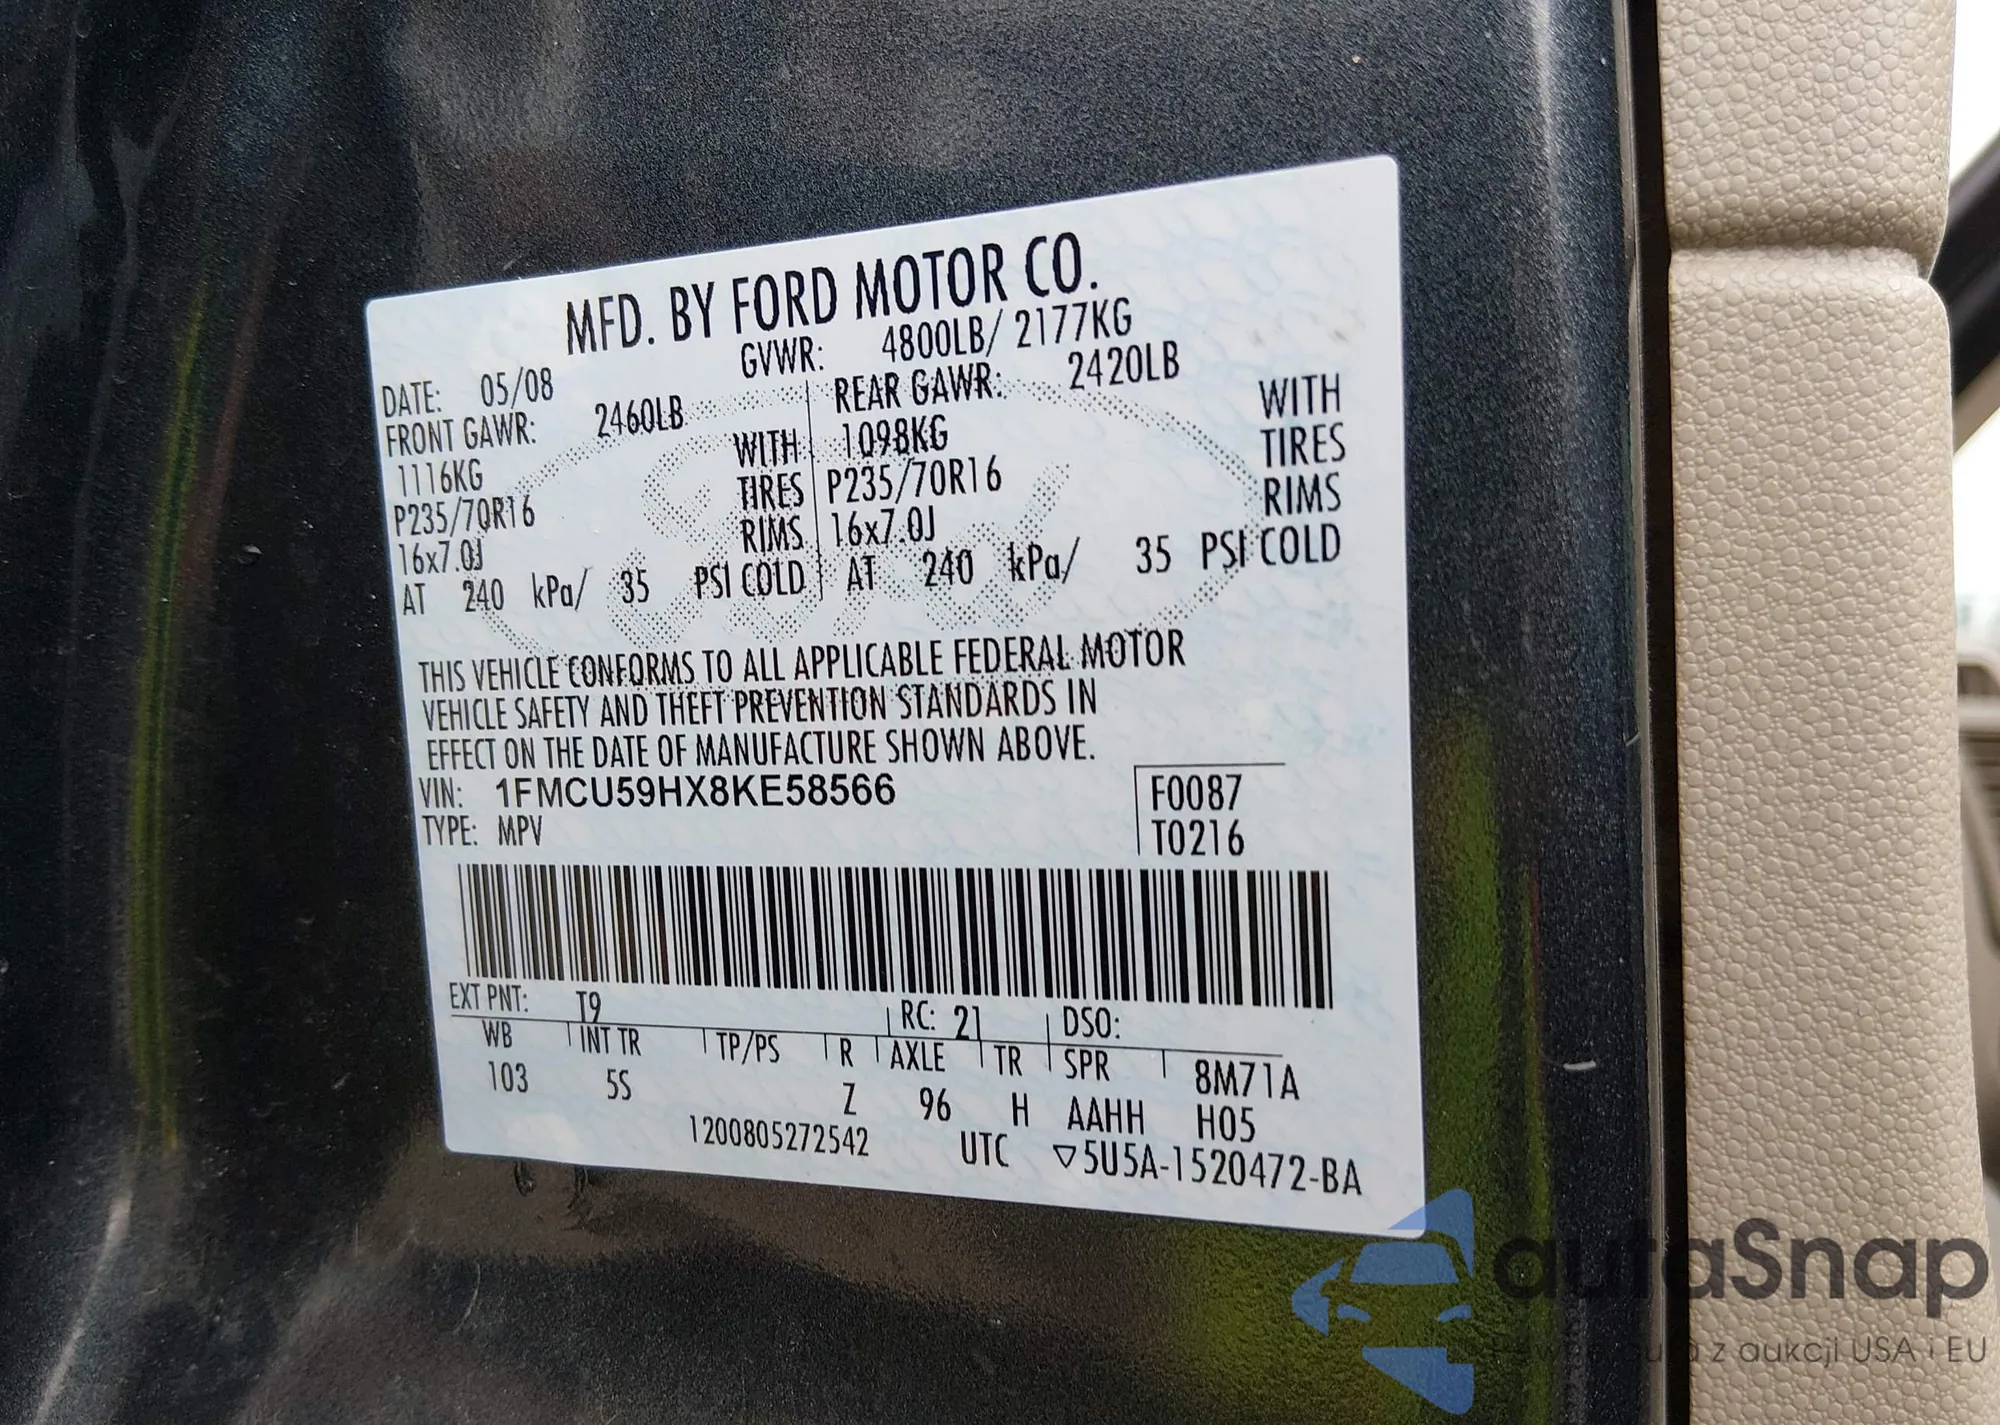 MFD. BY FORD MOTOR CO.
DATE: 05/08 GVWR: 4800LB/ 2177KG
FRONT GAWR: 2460LB REAR GAWR: 2420LB
1116KG WITH 1098KG WITH
P235/70R16 TIRES P235/70R16 TIRES
16x7.0J RIMS 16x7.0J RIMS
AT 240 kPa/ 35 PSI COLD AT 240 kPa/ 35 PSI COLD
THIS VEHICLE CONFORMS TO ALL APPLICABLE FEDERAL MOTOR
VEHICLE SAFETY AND THEFT PREVENTION STANDARDS IN
EFFECT ON THE DATE OF MANUFACTURE SHOWN ABOVE.
VIN: 1FMCU59HX8KE58566 F0087
TYPE: MPV T0216
EXT PNT: T9 RC: 21 DSO:
WB INT TR TP/PS R AXLE TR SPR 8M71A
103 5S Z 96 H AAHH H05
1200805272542 UTC ▽5U5A-1520472-BA
autaSnap
z aukcji USA i EU